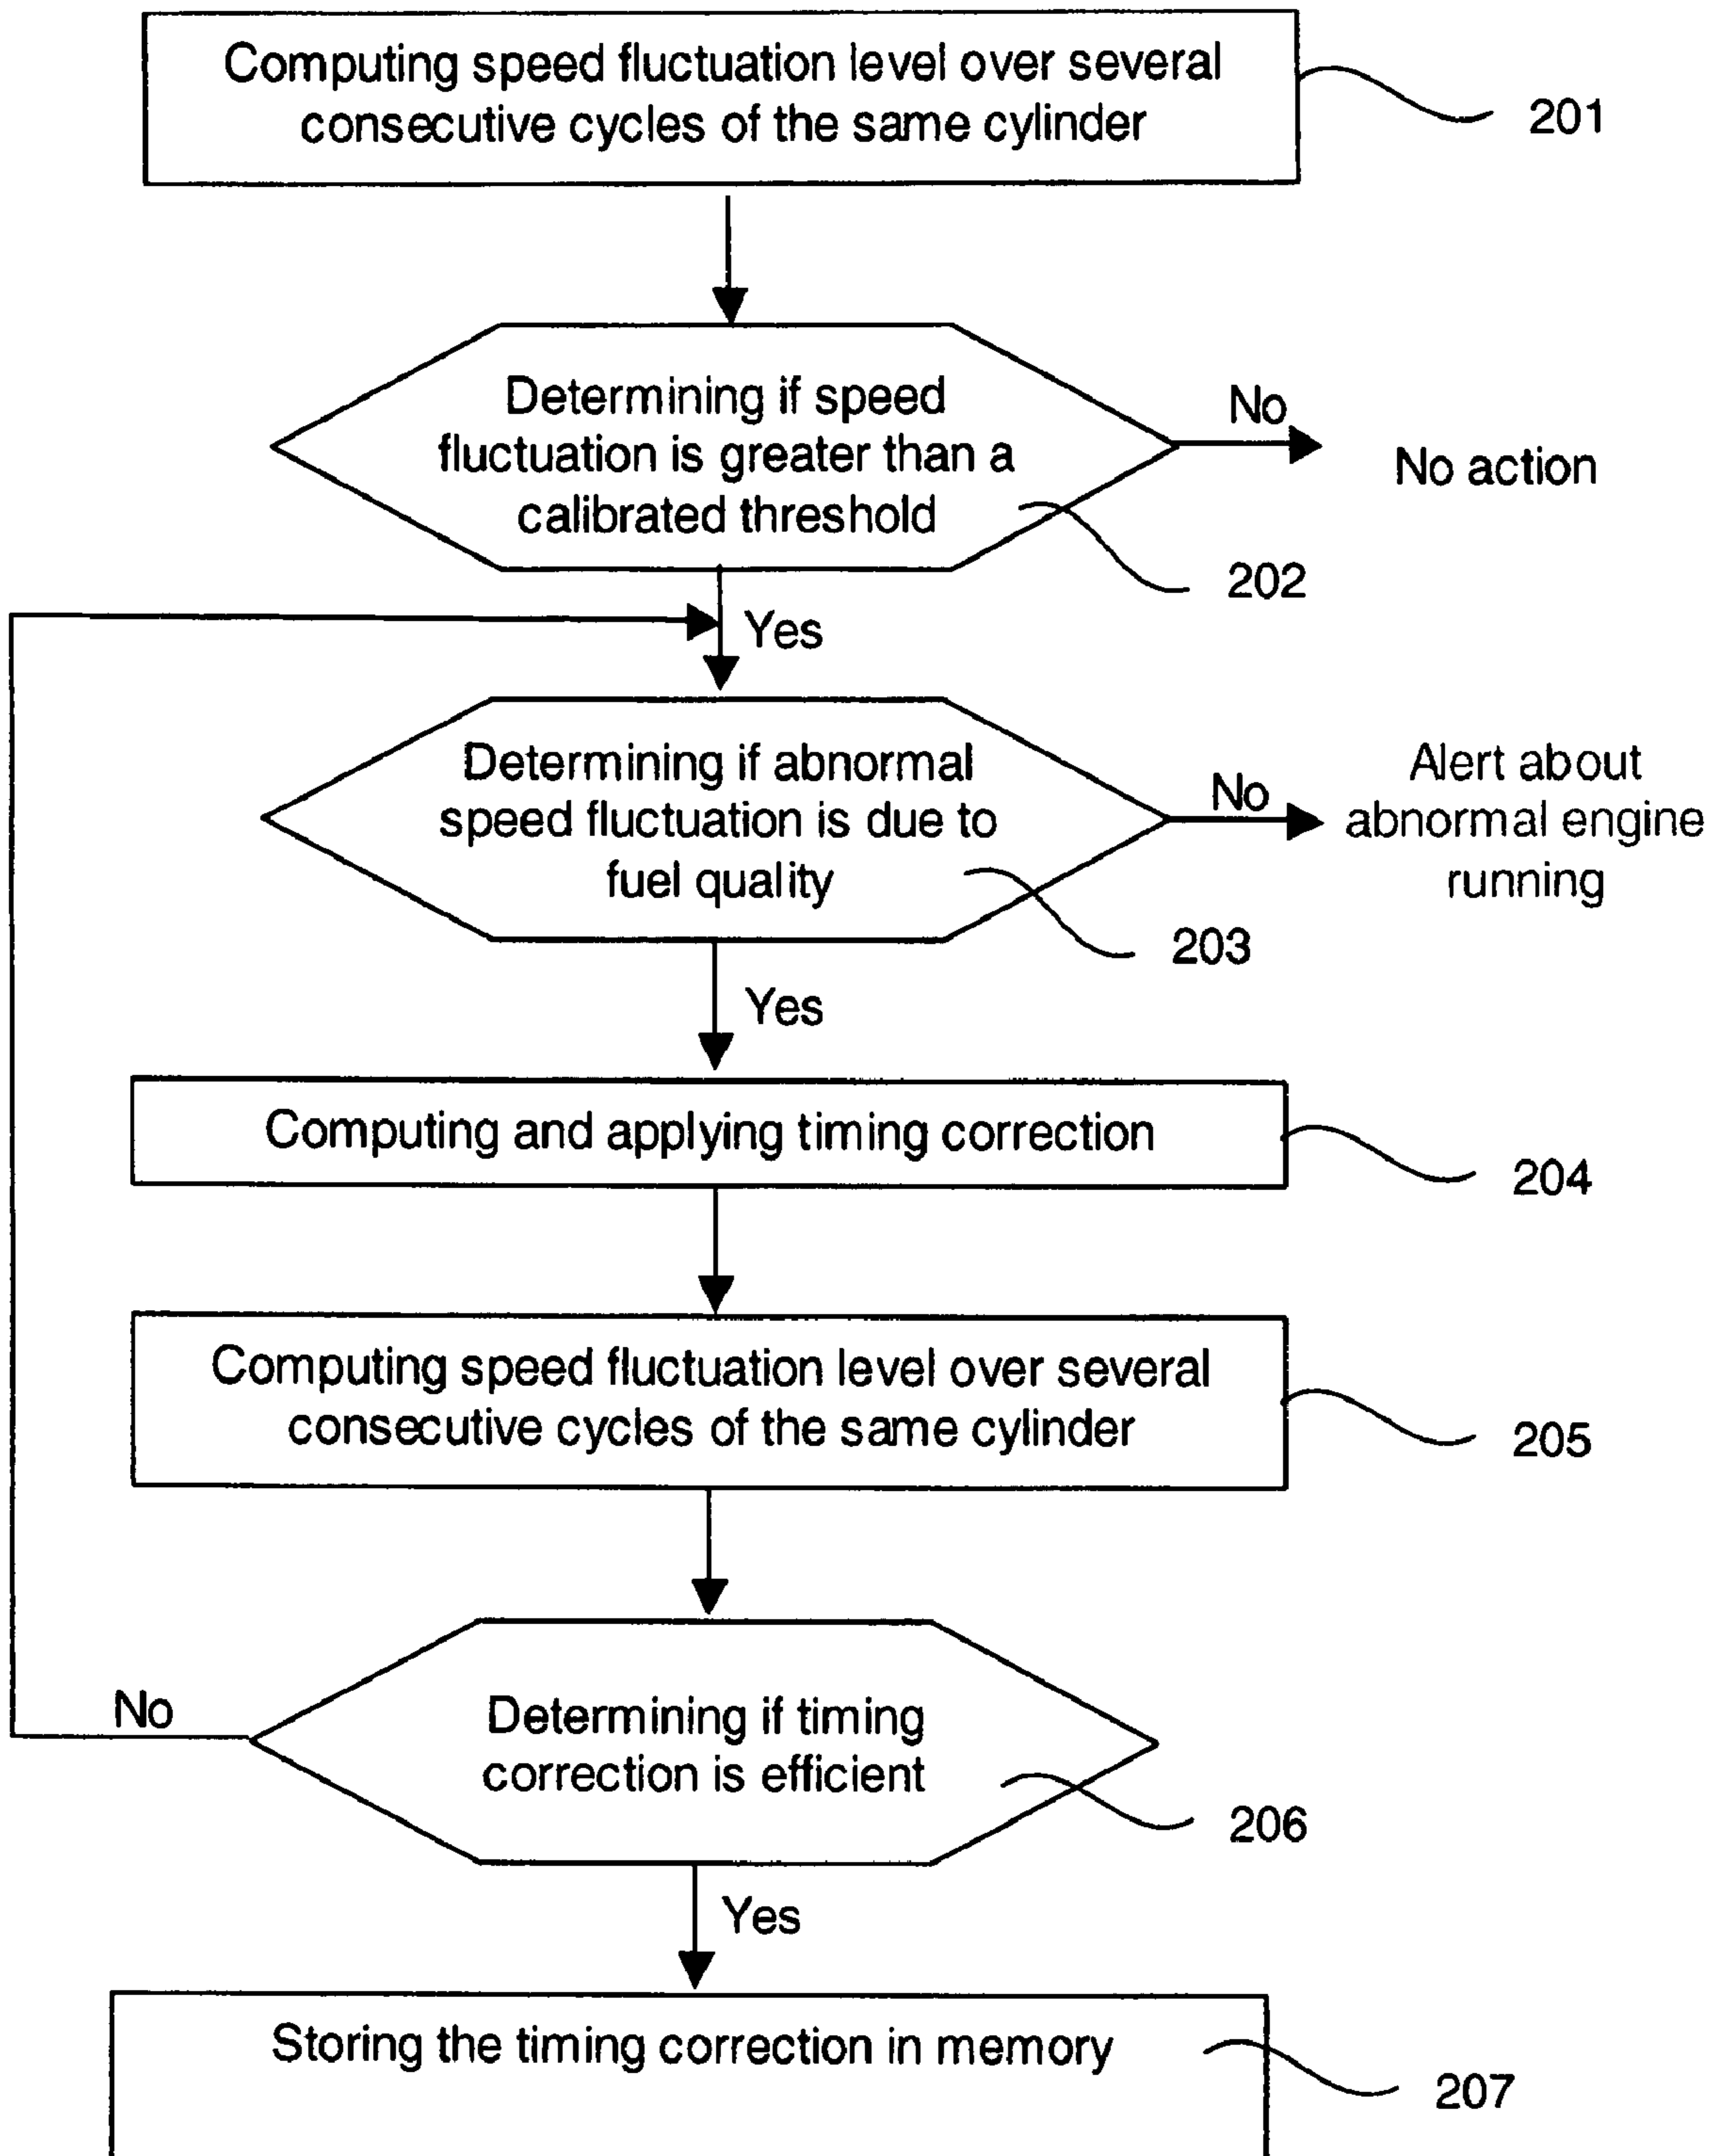 Computing speed fluctuation level over several
consecutive cycles of the same cylinder
201
Determining if speed
fluctuation is greater than a
calibrated threshold
No
No action
202
Yes
Determining if abnormal
speed fluctuation is due to
fuel quality
No
Alert about
abnormal engine
running
203
Yes
Computing and applying timing correction
204
Computing speed fluctuation level over several
consecutive cycles of the same cylinder
205
No
Determining if timing
correction is efficient
206
Yes
Storing the timing correction in memory
207